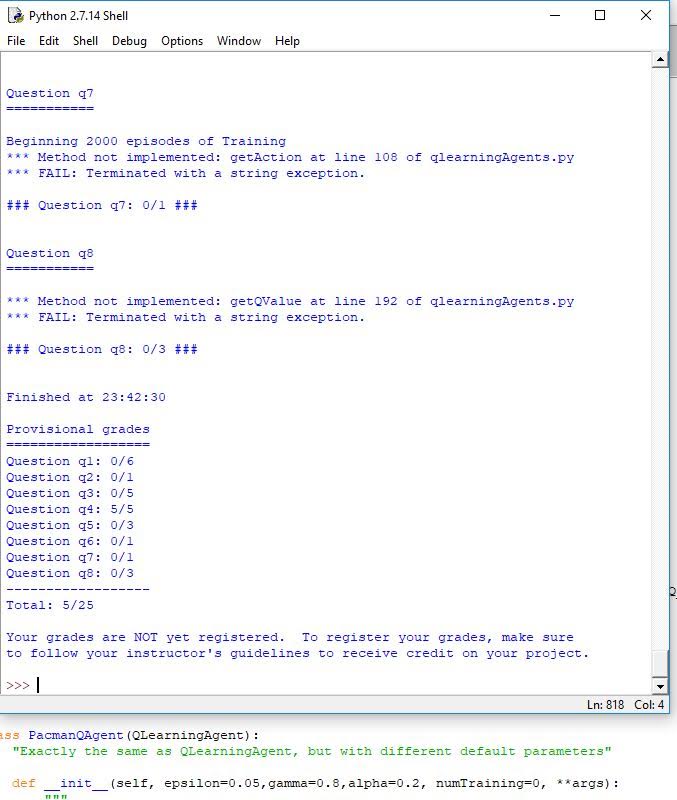 Python 2.7.14 Shell
File Edit Shell Debug Options Window Help
Question q7
===========
Beginning 2000 episodes of Training
*** Method not implemented: getAction at line 108 of qlearningAgents.py
*** FAIL: Terminated with a string exception.
### Question q7: 0/1 ###
Question q8
===========
*** Method not implemented: getQValue at line 192 of qlearningAgents.py
*** FAIL: Terminated with a string exception.
### Question q8: 0/3 ###
Finished at 23:42:30
Provisional grades
==================
Question q1: 0/6
Question q2: 0/1
Question q3: 0/5
Question q4: 5/5
Question q5: 0/3
Question q6: 0/1
Question q7: 0/1
Question q8: 0/3
------------------
Total: 5/25
Your grades are NOT yet registered.  To register your grades, make sure
to follow your instructor's guidelines to receive credit on your project.
>>>
Ln: 818 Col: 4
ass PacmanQAgent(QLearningAgent):
"Exactly the same as QLearningAgent, but with different default parameters"
def __init__(self, epsilon=0.05,gamma=0.8,alpha=0.2, numTraining=0, **args):
"""